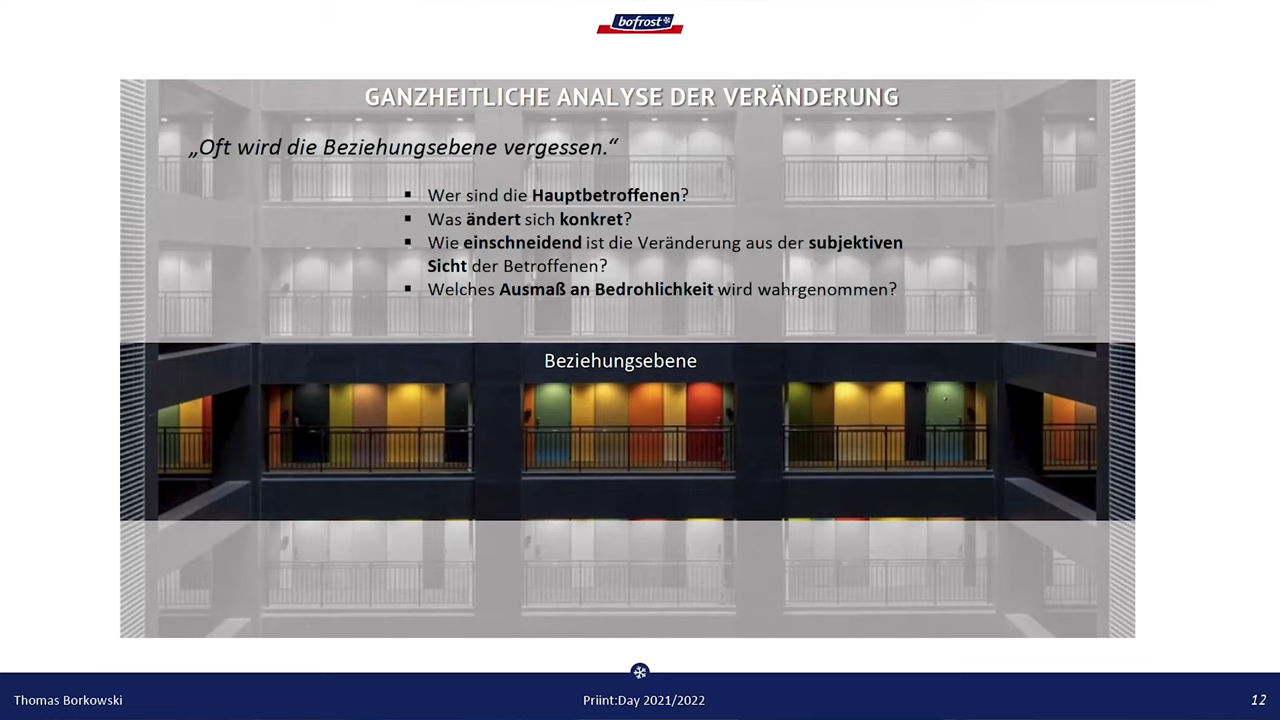 bofrost*
GANZHEITLICHE ANALYSE DER VERÄNDERUNG
„Oft wird die Beziehungsebene vergessen.“
▪ Wer sind die Hauptbetroffenen?
▪ Was ändert sich konkret?
▪ Wie einschneidend ist die Veränderung aus der subjektiven
Sicht der Betroffenen?
▪ Welches Ausmaß an Bedrohlichkeit wird wahrgenommen?
Beziehungsebene
Thomas Borkowski
Priint:Day 2021/2022
12